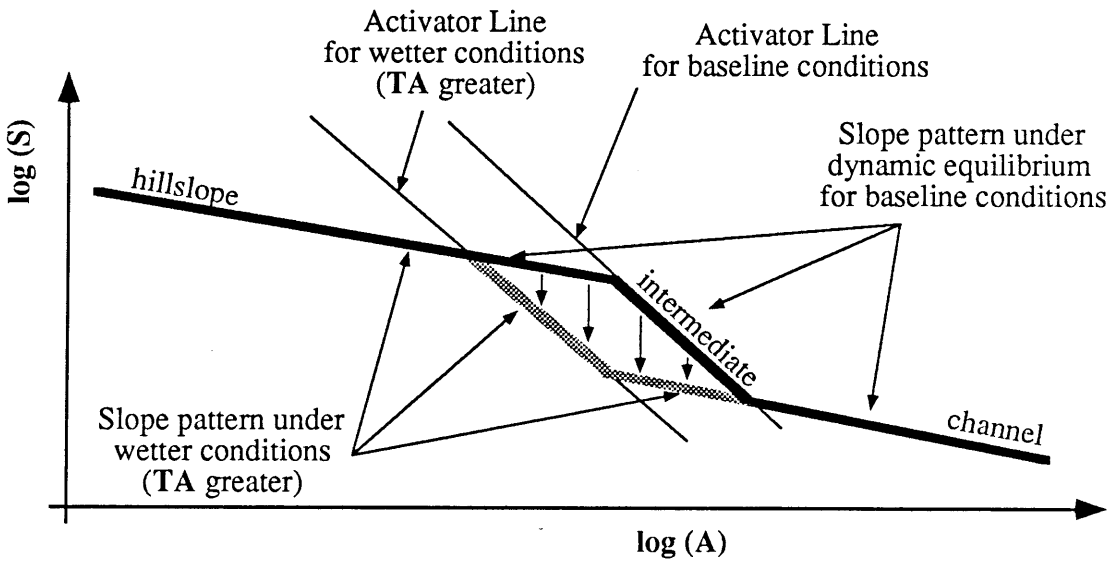 Activator Line
for wetter conditions
(TA greater)
Activator Line
for baseline conditions
Slope pattern under
dynamic equilibrium
for baseline conditions
log (S)
hillslope
intermediate
channel
Slope pattern under
wetter conditions
(TA greater)
log (A)